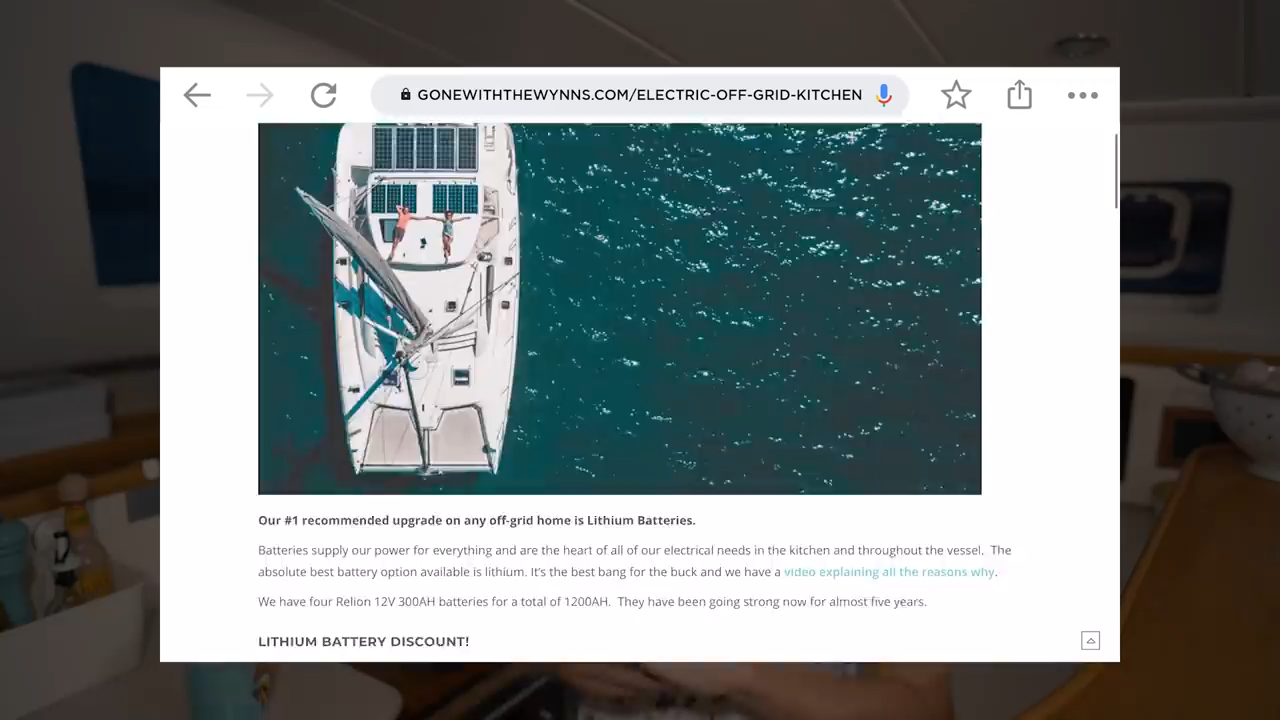 GONEWITHTHEWYNNS.COM/ELECTRIC-OFF-GRID-KITCHEN
Our #1 recommended upgrade on any off-grid home is Lithium Batteries.
Batteries supply our power for everything and are the heart of all of our electrical needs in the kitchen and throughout the vessel.  The
absolute best battery option available is lithium. It's the best bang for the buck and we have a video explaining all the reasons why.
We have four Relion 12V 300AH batteries for a total of 1200AH.  They have been going strong now for almost five years.
LITHIUM BATTERY DISCOUNT!